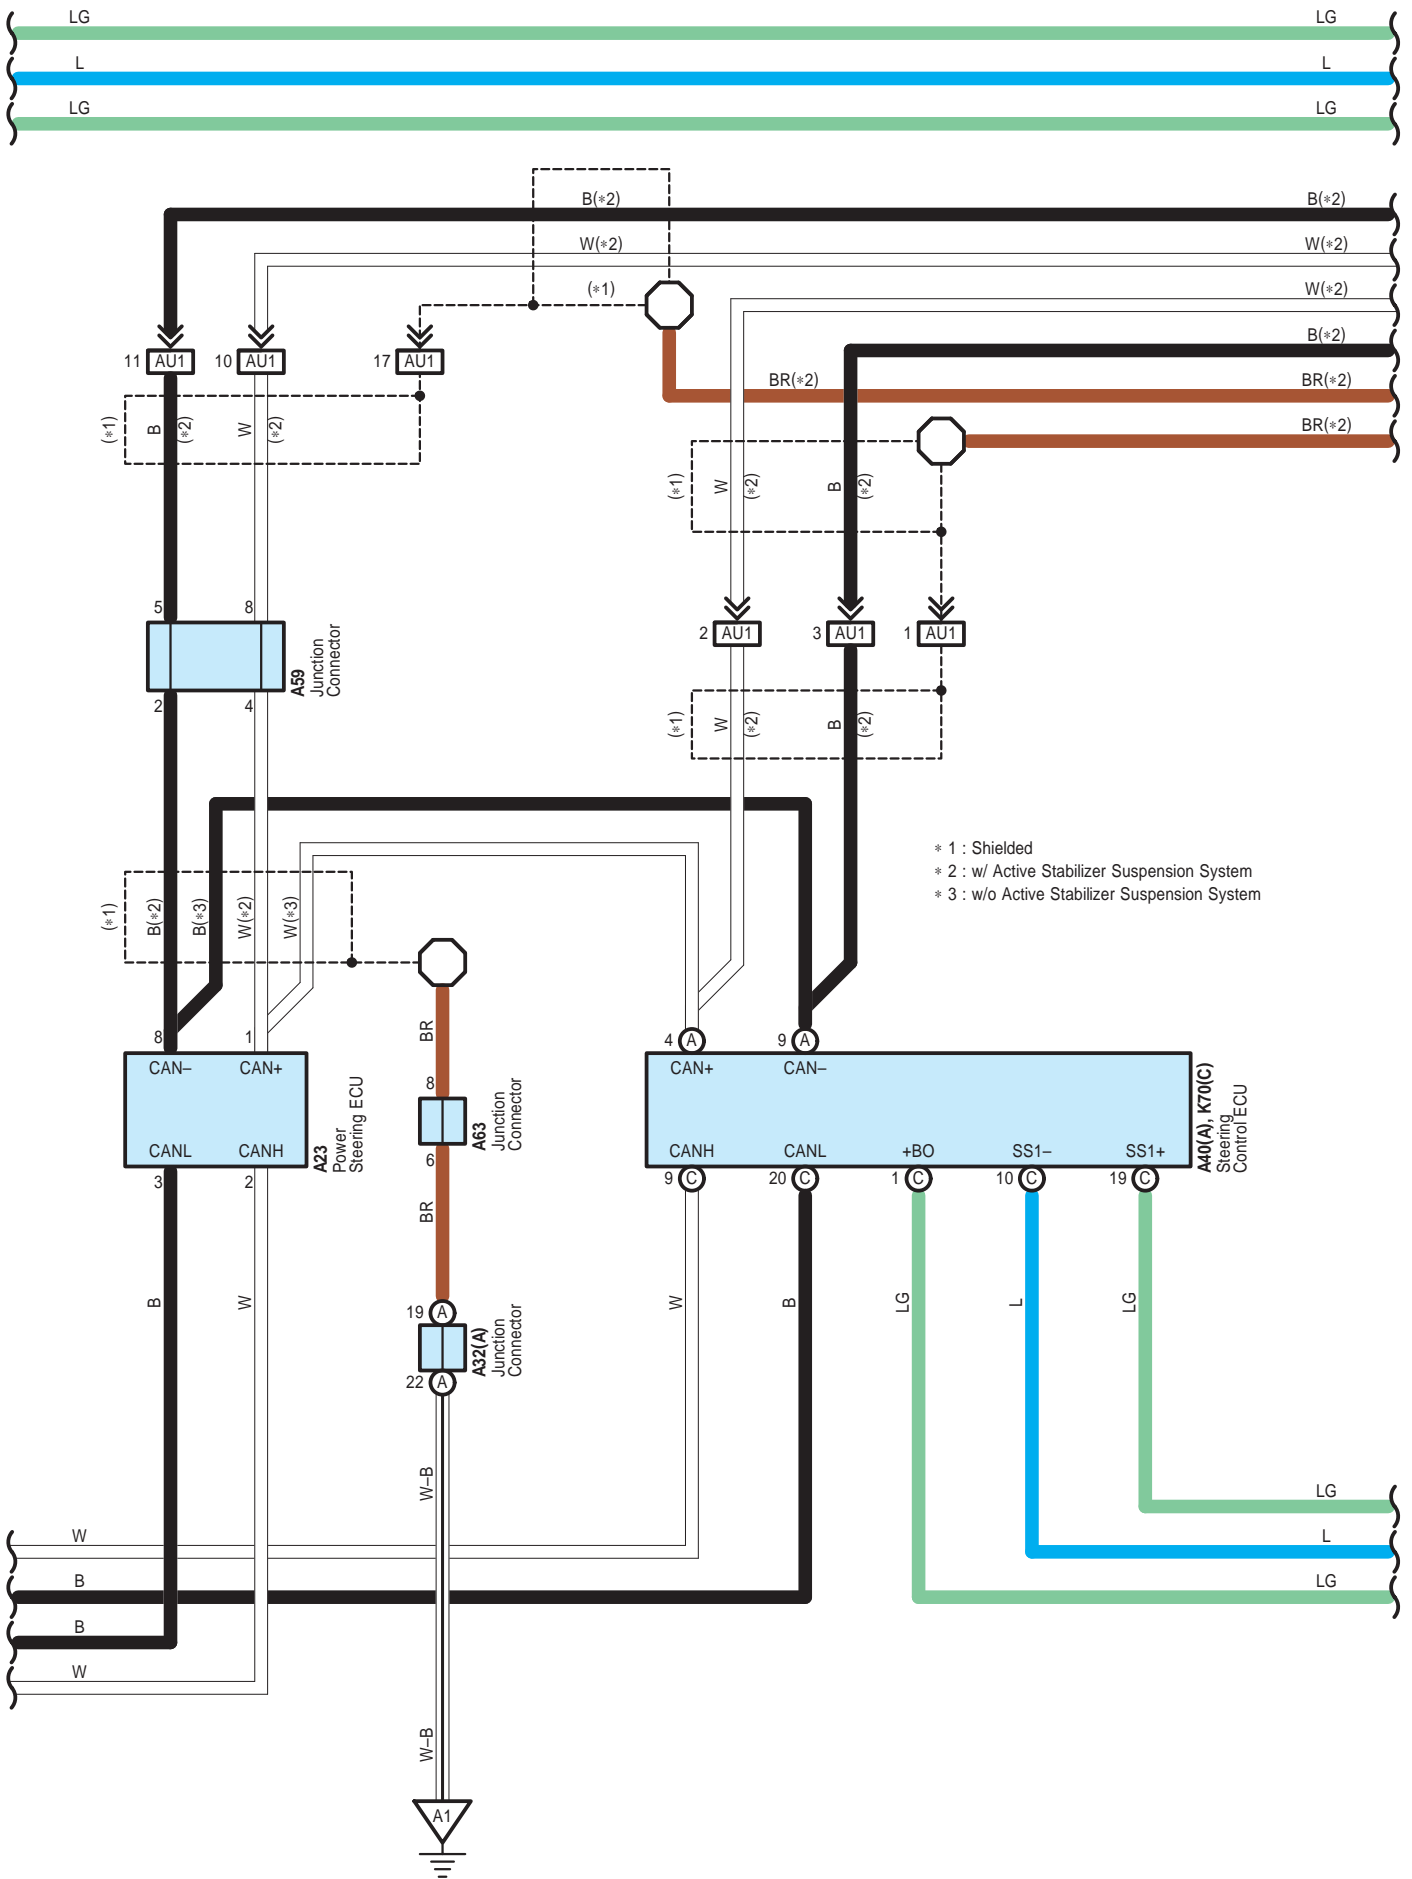 LG LG
L L
LG LG
B(∗2) B(∗2)
W(∗2) W(∗2)
(∗1) W(∗2)
B(∗2)
11 AU1 10 AU1 17 AU1
BR(∗2) BR(∗2)
BR(∗2)
(∗1) B (∗2) W (∗2)
(∗1) W (∗2) B (∗2)
5 8
A59
Junction
Connector
2 4
2 AU1 3 AU1 1 AU1
(∗1) W (∗2) B (∗2)
∗ 1 : Shielded
∗ 2 : w/ Active Stabilizer Suspension System
∗ 3 : w/o Active Stabilizer Suspension System
(∗1) B(∗2) B(∗3) W(∗2) W(∗3)
BR
8 1
4 A 9 A
CAN– CAN+
CAN+ CAN–
8
A63
Junction
Connector
6
CANL CANH
A23
Power
Steering ECU
CANH CANL +BO SS1– SS1+
A40(A), K70(C)
Steering
Control ECU
3 2
9 C 20 C 1 C 10 C 19 C
BR
B W
W B LG L LG
19 A
A32(A)
Junction
Connector
22 A
W–B
LG
W L
B LG
B
W
W–B
A1